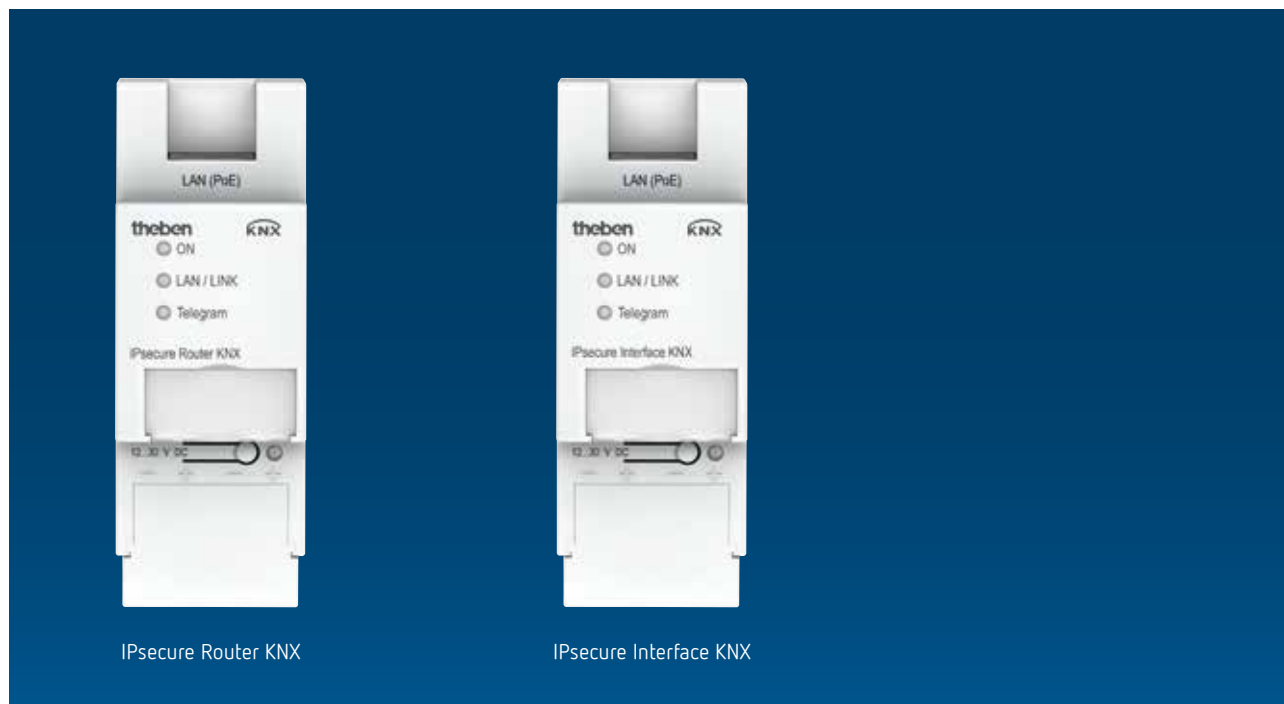 LAN (PoE)
theben KNX
ON
LAN / LINK
Telegram
IPsecure Router KNX
12..30 V DC
IPsecure Router KNX
LAN (PoE)
theben KNX
ON
LAN / LINK
Telegram
IPsecure Interface KNX
12..30 V DC
IPsecure Interface KNX